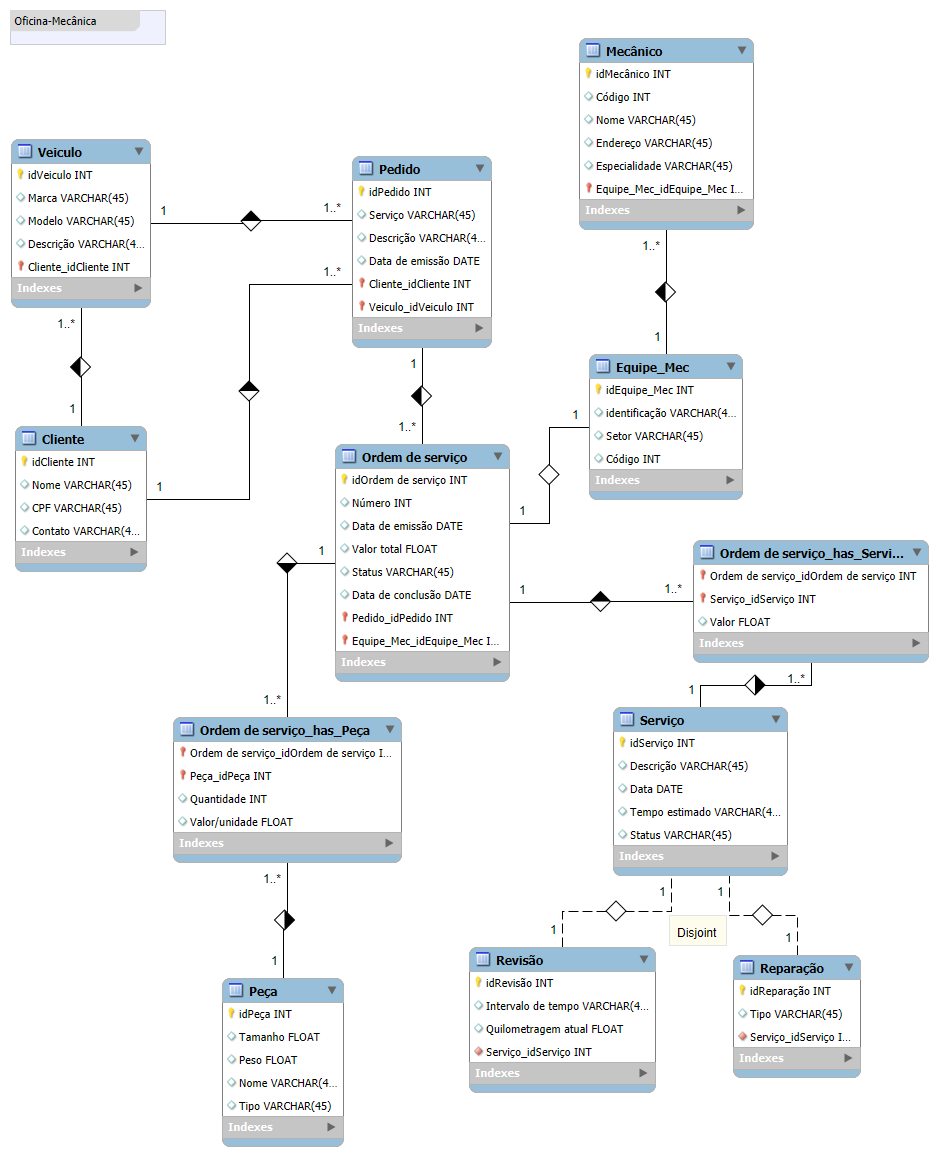 Oficina-Mecânica
Mecânico
idMecânico INT
Código INT
Nome VARCHAR(45)
Endereço VARCHAR(45)
Especialidade VARCHAR(45)
Equipe_Mec_idEquipe_Mec I...
Indexes
1..*
1
Veiculo
idVeiculo INT
Marca VARCHAR(45)
Modelo VARCHAR(45)
Descrição VARCHAR(4...
Cliente_idCliente INT
Indexes
1
1..*
1..*
1..*
1
Pedido
idPedido INT
Serviço VARCHAR(45)
Descrição VARCHAR(4...
Data de emissão DATE
Cliente_idCliente INT
Veiculo_idVeiculo INT
Indexes
1
1..*
Equipe_Mec
idEquipe_Mec INT
identificação VARCHAR(4...
Setor VARCHAR(45)
Código INT
Indexes
1
1
Cliente
idCliente INT
Nome VARCHAR(45)
CPF VARCHAR(45)
Contato VARCHAR(4...
Indexes
1
Ordem de serviço
idOrdem de serviço INT
Número INT
Data de emissão DATE
Valor total FLOAT
Status VARCHAR(45)
Data de conclusão DATE
Pedido_idPedido INT
Equipe_Mec_idEquipe_Mec I...
Indexes
1
1..*
1
1..*
Ordem de serviço_has_Servi...
Ordem de serviço_idOrdem de serviço INT
Serviço_idServiço INT
Valor FLOAT
Indexes
1..*
1
Ordem de serviço_has_Peça
Ordem de serviço_idOrdem de serviço I...
Peça_idPeça INT
Quantidade INT
Valor/unidade FLOAT
Indexes
1..*
1
Serviço
idServiço INT
Descrição VARCHAR(45)
Data DATE
Tempo estimado VARCHAR(4...
Status VARCHAR(45)
Indexes
1
1
Disjoint
1
1
Revisão
idRevisão INT
Intervalo de tempo VARCHAR(4...
Quilometragem atual FLOAT
Serviço_idServiço INT
Indexes
Reparação
idReparação INT
Tipo VARCHAR(45)
Serviço_idServiço I...
Indexes
Peça
idPeça INT
Tamanho FLOAT
Peso FLOAT
Nome VARCHAR(4...
Tipo VARCHAR(45)
Indexes